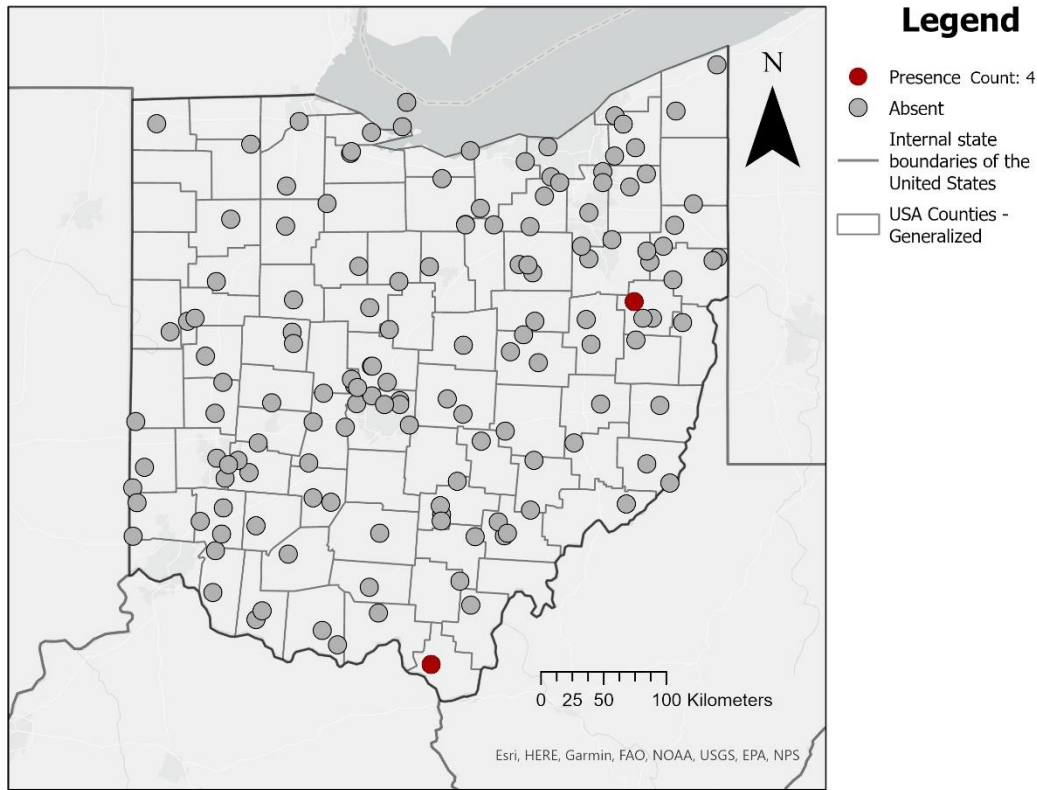 Legend
N
Presence Count: 4
Absent
Internal state
boundaries of the
United States
USA Counties -
Generalized
0 25 50 100 Kilometers
Esri, HERE, Garmin, FAO, NOAA, USGS, EPA, NPS